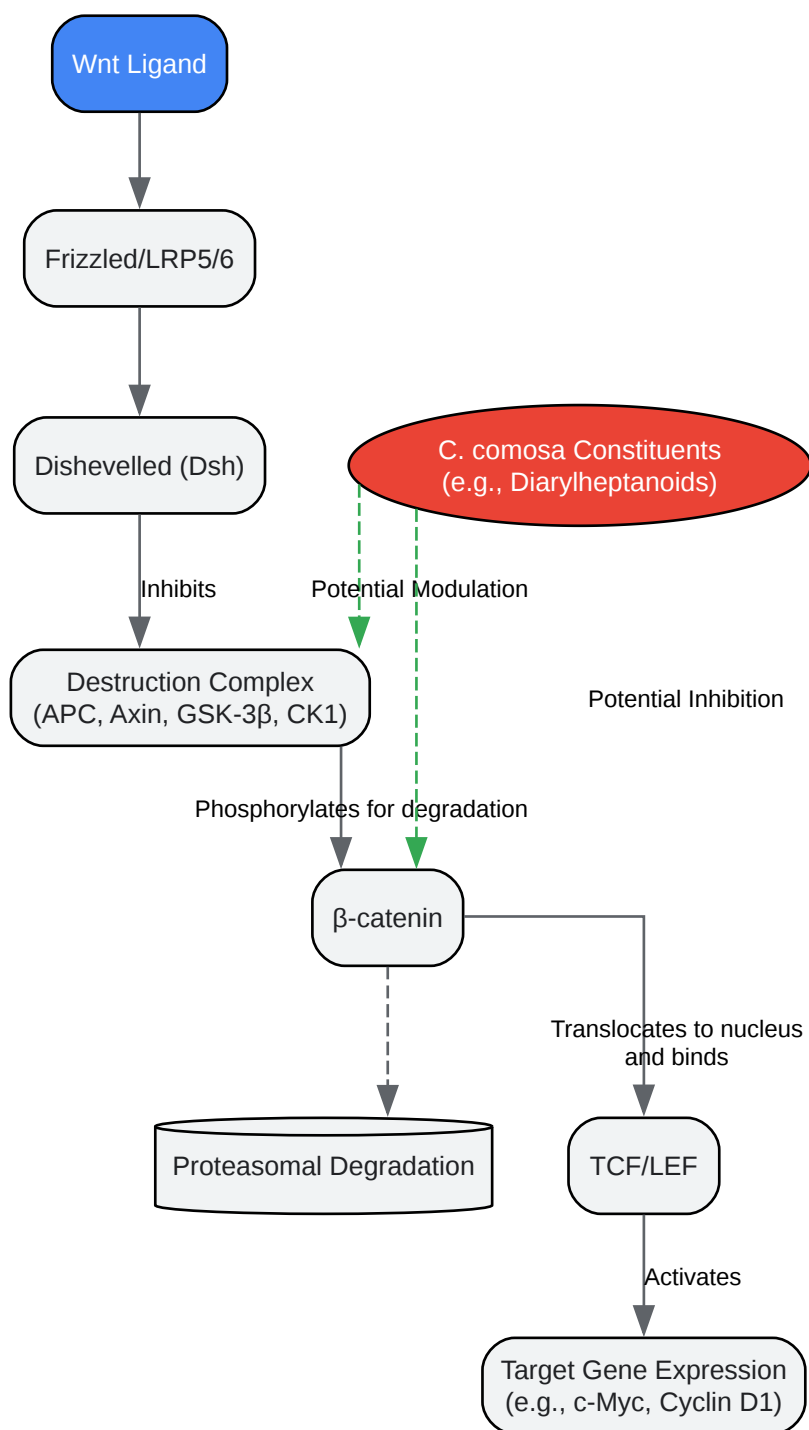 Wnt Ligand
Frizzled/LRP5/6
Dishevelled (Dsh)
C. comosa Constituents
(e.g., Diarylheptanoids)
Inhibits
Potential Modulation
Destruction Complex
(APC, Axin, GSK-3β, CK1)
Potential Inhibition
Phosphorylates for degradation
β-catenin
Translocates to nucleus
and binds
Proteasomal Degradation
TCF/LEF
Activates
Target Gene Expression
(e.g., c-Myc, Cyclin D1)